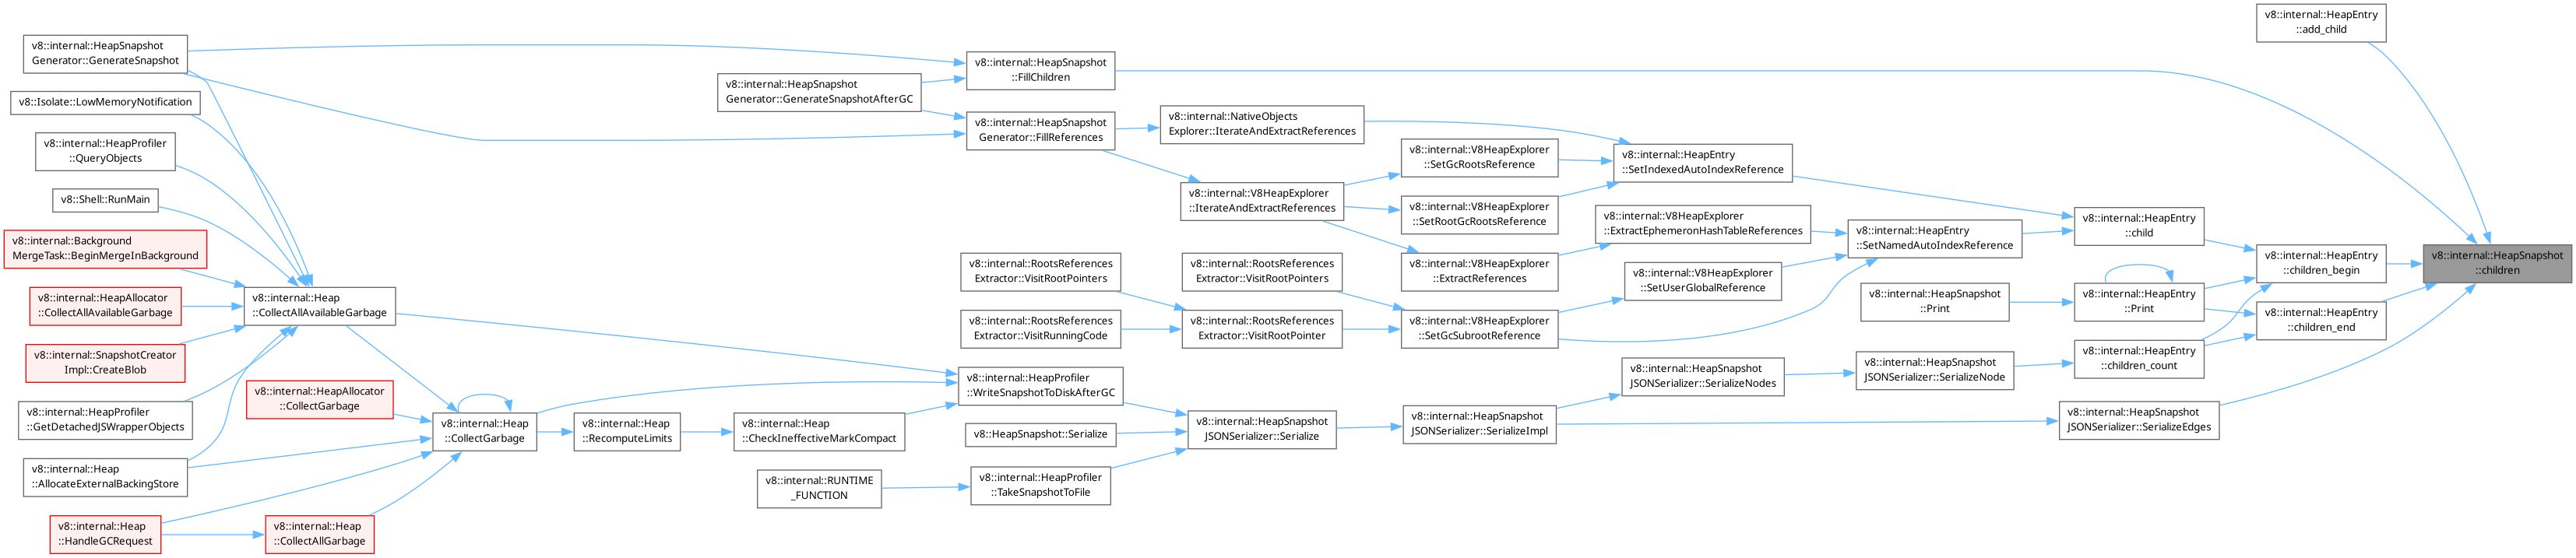 v8::internal::HeapSnapshot
Generator::GenerateSnapshot
v8::Isolate::LowMemoryNotification
v8::internal::HeapProfiler
::QueryObjects
v8::Shell::RunMain
v8::internal::Background
MergeTask::BeginMergeInBackground
v8::internal::HeapAllocator
::CollectAllAvailableGarbage
v8::internal::SnapshotCreator
Impl::CreateBlob
v8::internal::HeapProfiler
::GetDetachedJSWrapperObjects
v8::internal::Heap
::AllocateExternalBackingStore
v8::internal::Heap
::HandleGCRequest
v8::internal::Heap
::CollectAllAvailableGarbage
v8::internal::HeapAllocator
::CollectGarbage
v8::internal::Heap
::CollectAllGarbage
v8::internal::Heap
::CollectGarbage
v8::internal::Heap
::RecomputeLimits
v8::internal::HeapSnapshot
Generator::GenerateSnapshotAfterGC
v8::internal::Heap
::CheckIneffectiveMarkCompact
v8::internal::RUNTIME
_FUNCTION
v8::internal::HeapSnapshot
::FillChildren
v8::internal::HeapSnapshot
Generator::FillReferences
v8::internal::RootsReferences
Extractor::VisitRootPointers
v8::internal::RootsReferences
Extractor::VisitRunningCode
v8::internal::HeapProfiler
::WriteSnapshotToDiskAfterGC
v8::HeapSnapshot::Serialize
v8::internal::HeapProfiler
::TakeSnapshotToFile
v8::internal::NativeObjects
Explorer::IterateAndExtractReferences
v8::internal::V8HeapExplorer
::IterateAndExtractReferences
v8::internal::RootsReferences
Extractor::VisitRootPointers
v8::internal::RootsReferences
Extractor::VisitRootPointer
v8::internal::HeapSnapshot
JSONSerializer::Serialize
v8::internal::V8HeapExplorer
::SetGcRootsReference
v8::internal::V8HeapExplorer
::SetRootGcRootsReference
v8::internal::V8HeapExplorer
::ExtractReferences
v8::internal::V8HeapExplorer
::SetGcSubrootReference
v8::internal::HeapSnapshot
JSONSerializer::SerializeImpl
v8::internal::HeapEntry
::SetIndexedAutoIndexReference
v8::internal::V8HeapExplorer
::ExtractEphemeronHashTableReferences
v8::internal::V8HeapExplorer
::SetUserGlobalReference
v8::internal::HeapSnapshot
JSONSerializer::SerializeNodes
v8::internal::HeapEntry
::SetNamedAutoIndexReference
v8::internal::HeapSnapshot
::Print
v8::internal::HeapSnapshot
JSONSerializer::SerializeNode
v8::internal::HeapEntry
::child
v8::internal::HeapEntry
::Print
v8::internal::HeapEntry
::children_count
v8::internal::HeapSnapshot
JSONSerializer::SerializeEdges
v8::internal::HeapEntry
::add_child
v8::internal::HeapEntry
::children_begin
v8::internal::HeapEntry
::children_end
v8::internal::HeapSnapshot
::children